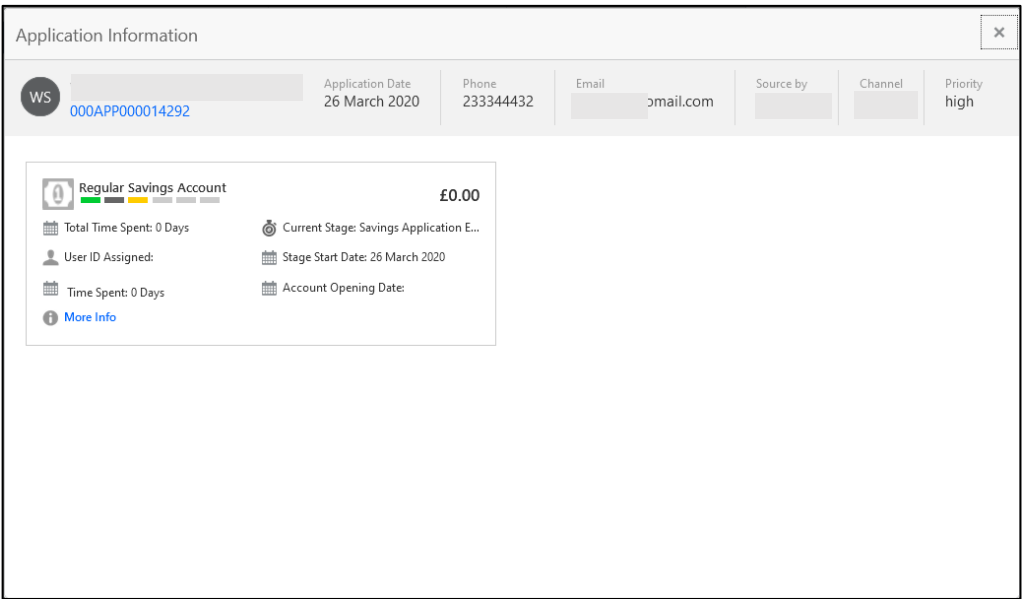 Application Information
WS
000APP000014292
Application Date
26 March 2020
Phone
233344432
Email
omail.com
Source by
Channel
Priority
high
Regular Savings Account
£0.00
Total Time Spent: 0 Days
Current Stage: Savings Application E...
User ID Assigned:
Stage Start Date: 26 March 2020
Time Spent: 0 Days
Account Opening Date:
More Info